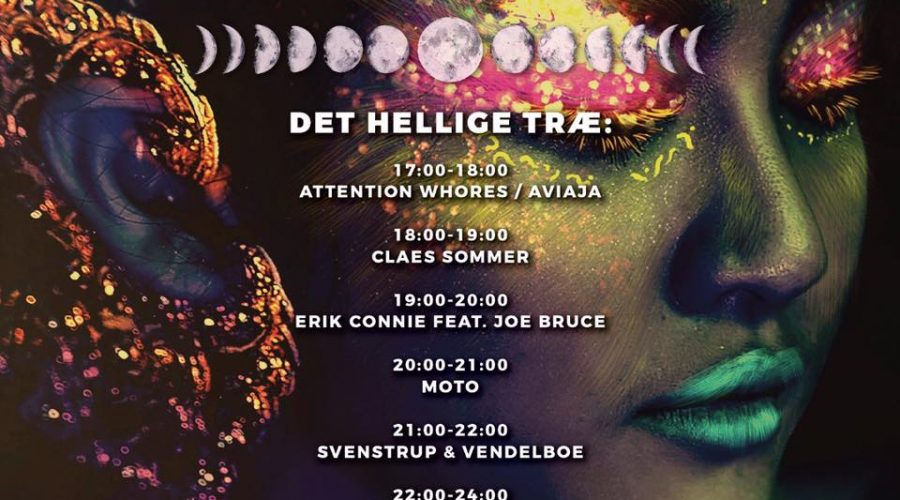 DET HELLIGE TRÆ:
17:00-18:00
ATTENTION WHORES / AVIAJA
18:00-19:00
CLAES SOMMER
19:00-20:00
ERIK CONNIE FEAT. JOE BRUCE
20:00-21:00
MOTO
21:00-22:00
SVENSTRUP & VENDELBOE
22:00-24:00